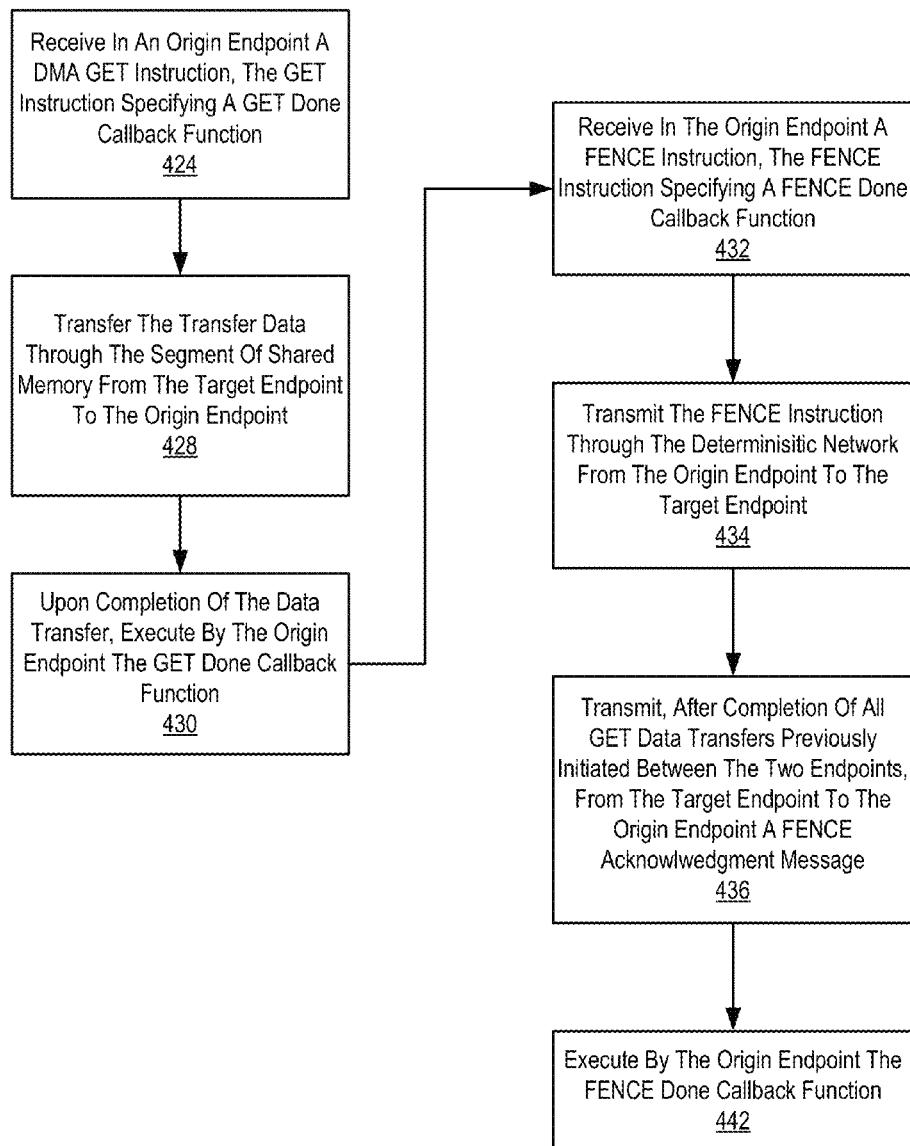 Receive In An Origin Endpoint A
DMA GET Instruction, The GET
Instruction Specifying A GET Done
Callback Function
424
Transfer The Transfer Data
Through The Segment Of Shared
Memory From The Target Endpoint
To The Origin Endpoint
428
Upon Completion Of The Data
Transfer, Execute By The Origin
Endpoint The GET Done Callback
Function
430
Receive In The Origin Endpoint A
FENCE Instruction, The FENCE
Instruction Specifying A FENCE Done
Callback Function
432
Transmit The FENCE Instruction
Through The Determinisitic Network
From The Origin Endpoint To The
Target Endpoint
434
Transmit, After Completion Of All
GET Data Transfers Previously
Initiated Between The Two Endpoints,
From The Target Endpoint To The
Origin Endpoint A FENCE
Acknowlwedgment Message
436
Execute By The Origin Endpoint The
FENCE Done Callback Function
442